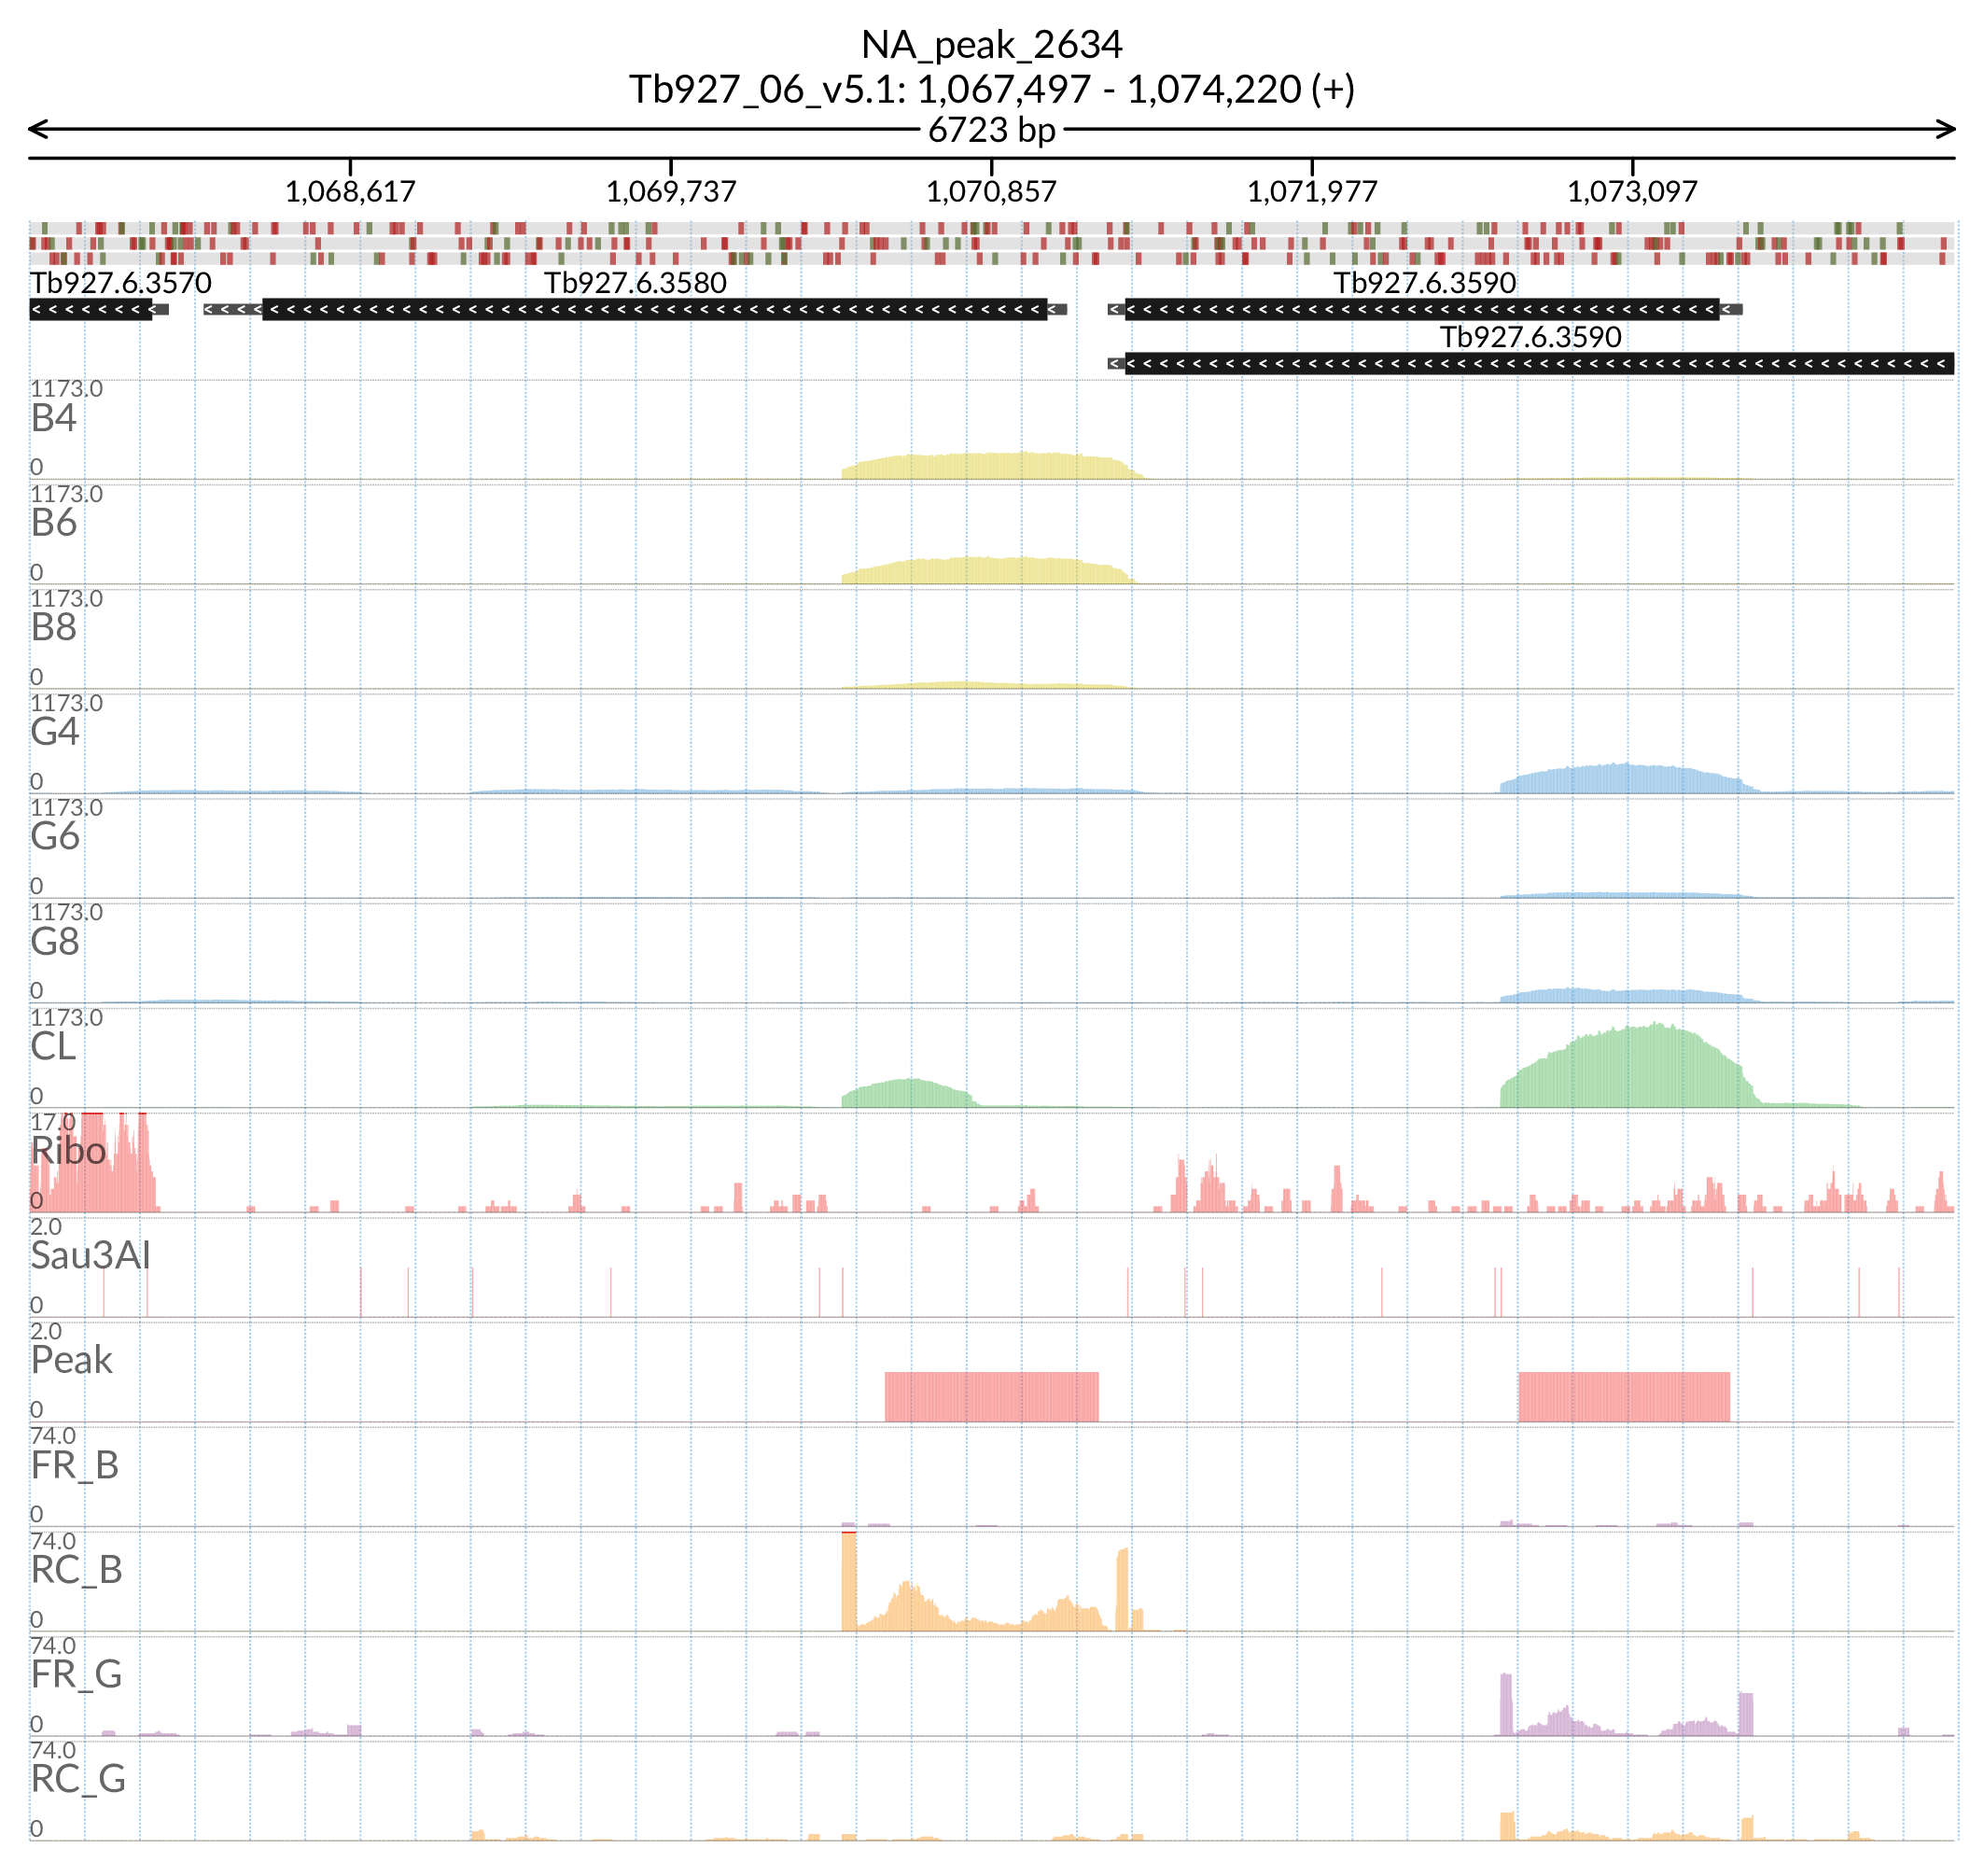 NA_peak_2634
Tb927_06_v5.1: 1,067,497 - 1,074,220 (+)
6723 bp
1,068,617 1,069,737 1,070,857 1,071,977 1,073,097
Tb927.6.3570 Tb927.6.3580 Tb927.6.3590
Tb927.6.3590
1173.0
B4
0
1173.0
B6
0
1173.0
B8
0
1173.0
G4
0
1173.0
G6
0
1173.0
G8
0
1173.0
CL
0
17.0
Ribo
0
2.0
Sau3AI
0
2.0
Peak
0
74.0
FR_B
0
74.0
RC_B
0
74.0
FR_G
0
74.0
RC_G
0